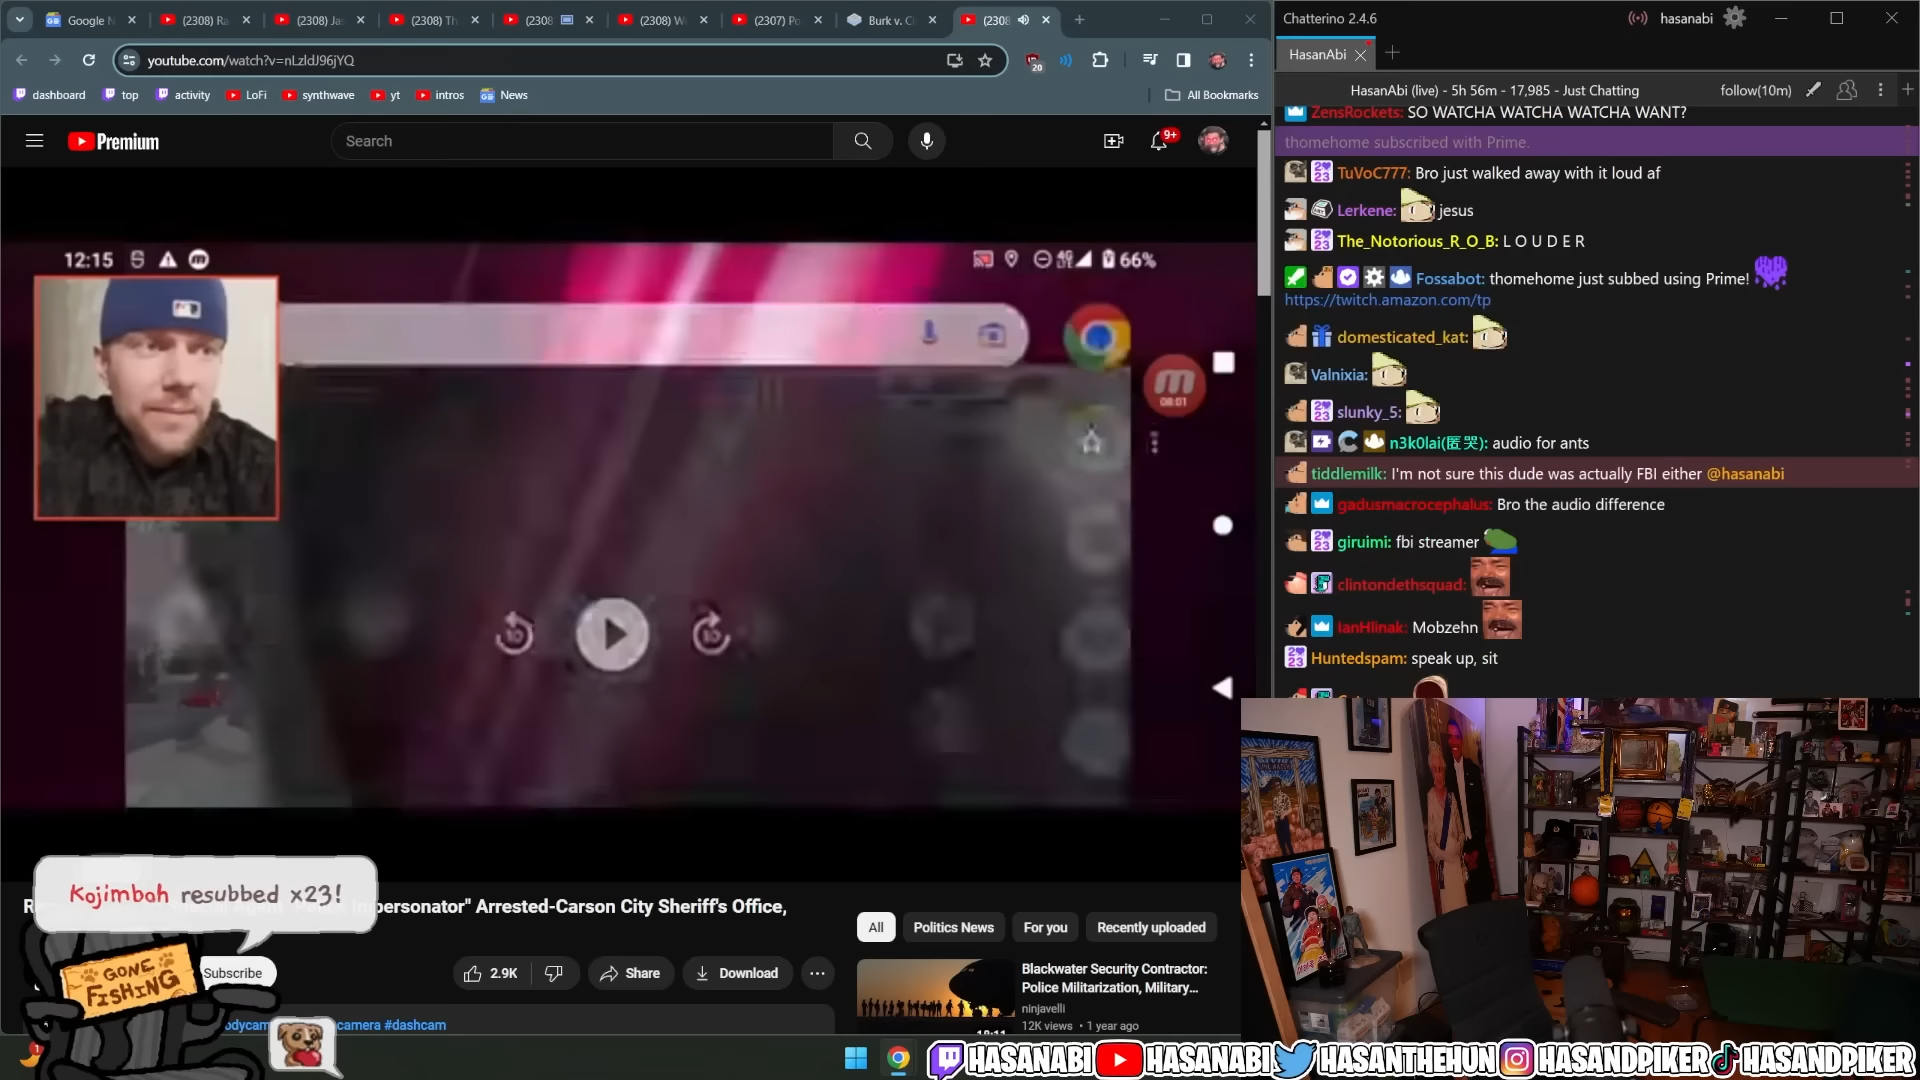 Google N
(2308) Ra
(2308) Ja
(2308) Th
(2308
(2308) W
(2307) Po
Burk v. C
(2308
youtube.com/watch?v=nLzldJ96jYQ
20
dashboard
top
activity
LoFi
synthwave
yt
intros
News
All Bookmarks
Premium
Search
9+
12:15
66%
08:01
10
10
Kojimbah resubbed x23!
personator" Arrested-Carson City Sheriff's Office,
GONE
FISHING
Subscribe
2.9K
Share
Download
camera #dashcam
All
Politics News
For you
Recently uploaded
Blackwater Security Contractor:
Police Militarization, Military...
ninjavelli
12K views • 1 year ago
Chatterino 2.4.6
hasanabi
HasanAbi
HasanAbi (live) - 5h 56m - 17,985 - Just Chatting
follow(10m)
ZensRockets: SO WATCHA WATCHA WATCHA WANT?
thomehome subscribed with Prime.
TuVoC777: Bro just walked away with it loud af
Lerkene: jesus
The_Notorious_R_O_B: L O U D E R
Fossabot: thomehome just subbed using Prime!
https://twitch.amazon.com/tp
domesticated_kat:
Valnixia:
slunky_5:
n3k0lai(匿哭): audio for ants
tiddlemilk: I'm not sure this dude was actually FBI either @hasanabi
gadusmacrocephalus: Bro the audio difference
giruimi: fbi streamer
clintondethsquad:
IanHlinak: Mobzehn
Huntedspam: speak up, sit
HASANABI
HASANABI
HASANTHEHUN
HASANDPIKER
HASANDPIKER